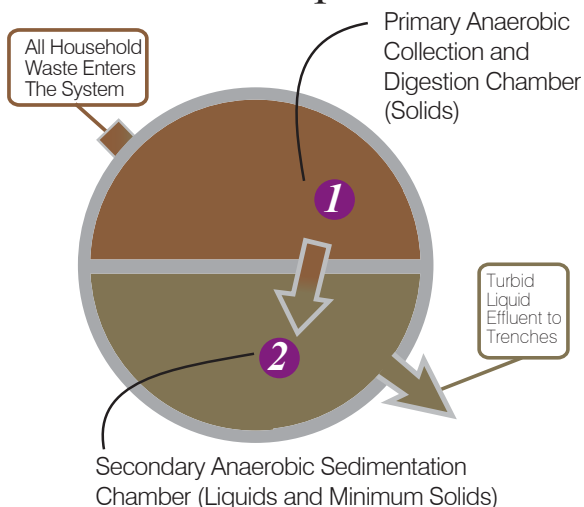 Primary Anaerobic
Collection and
Digestion Chamber
(Solids)
All Household
Waste Enters
The System
1
Turbid
Liquid
Effluent to
Trenches
2
Secondary Anaerobic Sedimentation
Chamber (Liquids and Minimum Solids)